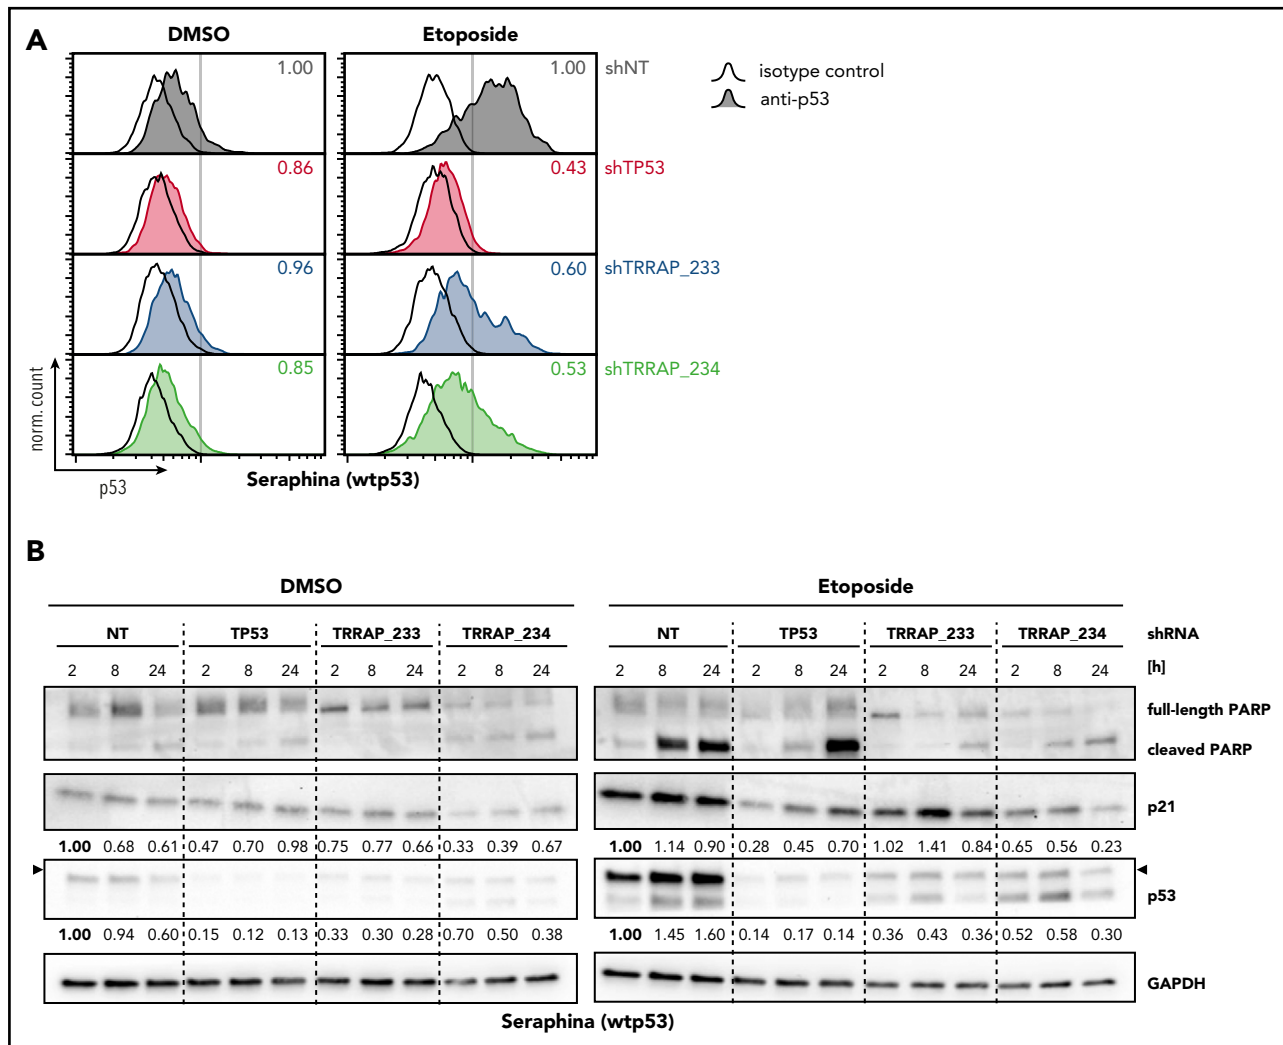 A
DMSO
Etoposide
1.00
1.00
shNT
isotype control
anti-p53
0.86
0.43
shTP53
0.96
0.60
shTRRAP_233
0.85
0.53
shTRRAP_234
norm. count
p53
Seraphina (wtp53)
B
DMSO
Etoposide
NT TP53 TRRAP_233 TRRAP_234 NT TP53 TRRAP_233 TRRAP_234 shRNA
2 8 24 2 8 24 2 8 24 2 8 24 2 8 24 2 8 24 2 8 24 2 8 24 [h]
full-length PARP
cleaved PARP
p21
1.00 0.68 0.61 0.47 0.70 0.98 0.75 0.77 0.66 0.33 0.39 0.67 1.00 1.14 0.90 0.28 0.45 0.70 1.02 1.41 0.84 0.65 0.56 0.23
p53
1.00 0.94 0.60 0.15 0.12 0.13 0.33 0.30 0.28 0.70 0.50 0.38 1.00 1.45 1.60 0.14 0.17 0.14 0.36 0.43 0.36 0.52 0.58 0.30
GAPDH
Seraphina (wtp53)